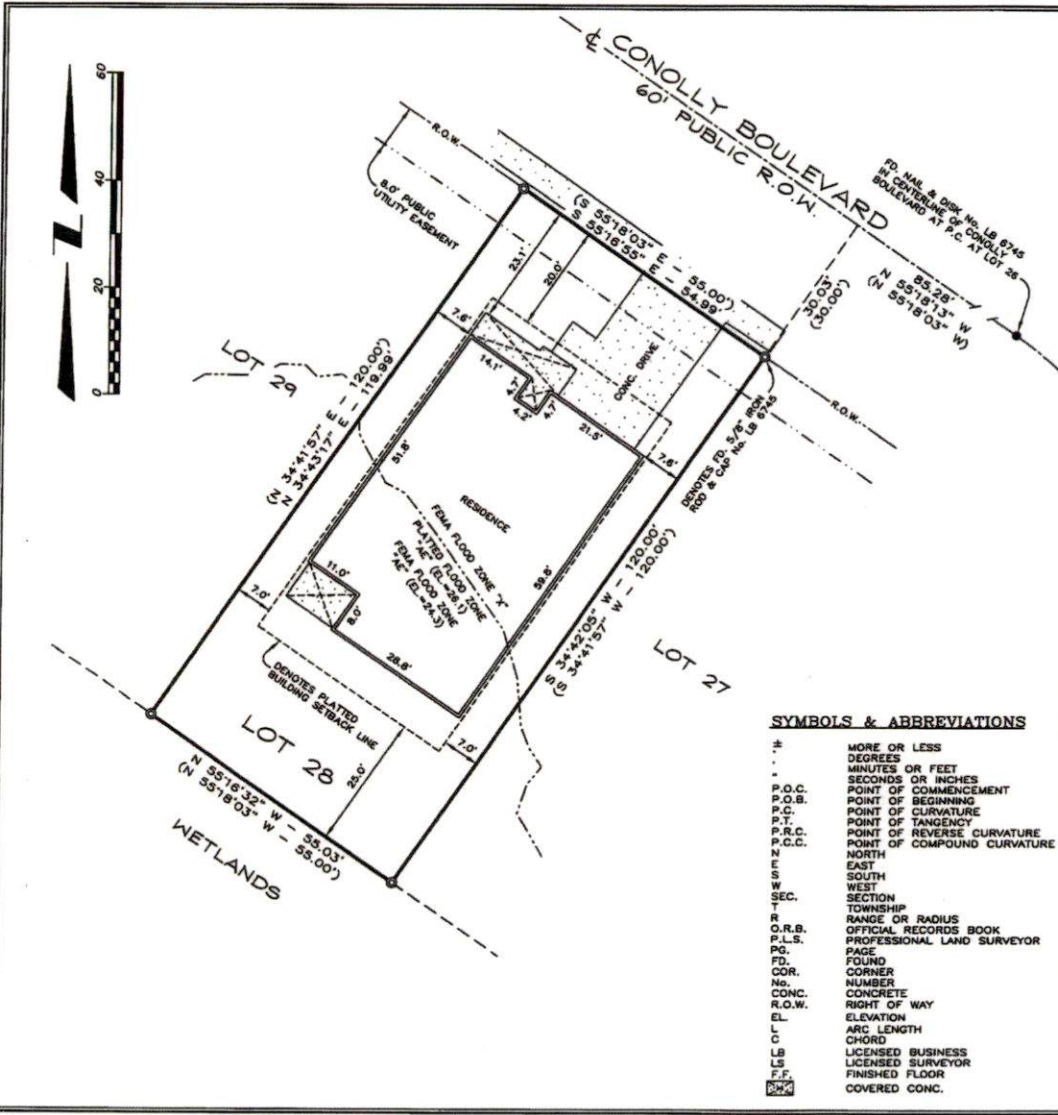 60
40
20
0
Z
℄ CONOLLY BOULEVARD
60' PUBLIC R.O.W.
FD. NAIL & DISK No. LB 6745
IN CENTERLINE OF CONOLLY
BOULEVARD AT P.C. AT LOT 26
R.O.W.
8.0' PUBLIC
UTILITY EASEMENT
(S 55°18'03" E - 55.00')
S 55°16'55" E - 54.99'
85.28'
N 55°18'13" W
(N 55°18'03" W)
30.03'
(30.00')
R.O.W.
23.1'
20.0'
7.6'
LOT 29
14.1'
4.7'
4.2'
4.7'
CONC. DRIVE
21.5'
7.6'
DENOTES FD. 5/8" IRON
ROD & CAP No. LB 6745
(N 34°41'57" E - 120.00')
N 34°43'17" E - 119.99'
51.8'
RESIDENCE
FEMA FLOOD ZONE "X"
PLATTED FLOOD ZONE
"AE" (EL.=26.1)
FEMA FLOOD ZONE
"AE" (EL.=24.3)
59.8'
11.0'
8.0'
7.0'
28.8'
S 34°42'05" W - 120.00'
(S 34°41'57" W - 120.00')
LOT 27
DENOTES PLATTED
BUILDING SETBACK LINE
LOT 28
25.0'
7.0'
N 55°16'32" W - 55.03'
(N 55°18'03" W - 55.00')
WETLANDS
SYMBOLS & ABBREVIATIONS
± MORE OR LESS
° DEGREES
' MINUTES OR FEET
" SECONDS OR INCHES
P.O.C. POINT OF COMMENCEMENT
P.O.B. POINT OF BEGINNING
P.C. POINT OF CURVATURE
P.T. POINT OF TANGENCY
P.R.C. POINT OF REVERSE CURVATURE
P.C.C. POINT OF COMPOUND CURVATURE
N NORTH
E EAST
S SOUTH
W WEST
SEC. SECTION
T TOWNSHIP
R RANGE OR RADIUS
O.R.B. OFFICIAL RECORDS BOOK
P.L.S. PROFESSIONAL LAND SURVEYOR
PG. PAGE
FD. FOUND
COR. CORNER
No. NUMBER
CONC. CONCRETE
R.O.W. RIGHT OF WAY
EL. ELEVATION
L ARC LENGTH
C CHORD
LB LICENSED BUSINESS
LS LICENSED SURVEYOR
F.F. FINISHED FLOOR
COVERED CONC.